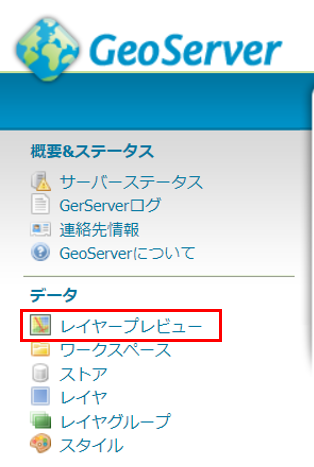 GeoServer
概要&ステータス
サーバーステータス
GerServerログ
連絡先情報
GeoServerについて
データ
レイヤープレビュー
ワークスペース
ストア
レイヤ
レイヤグループ
スタイル